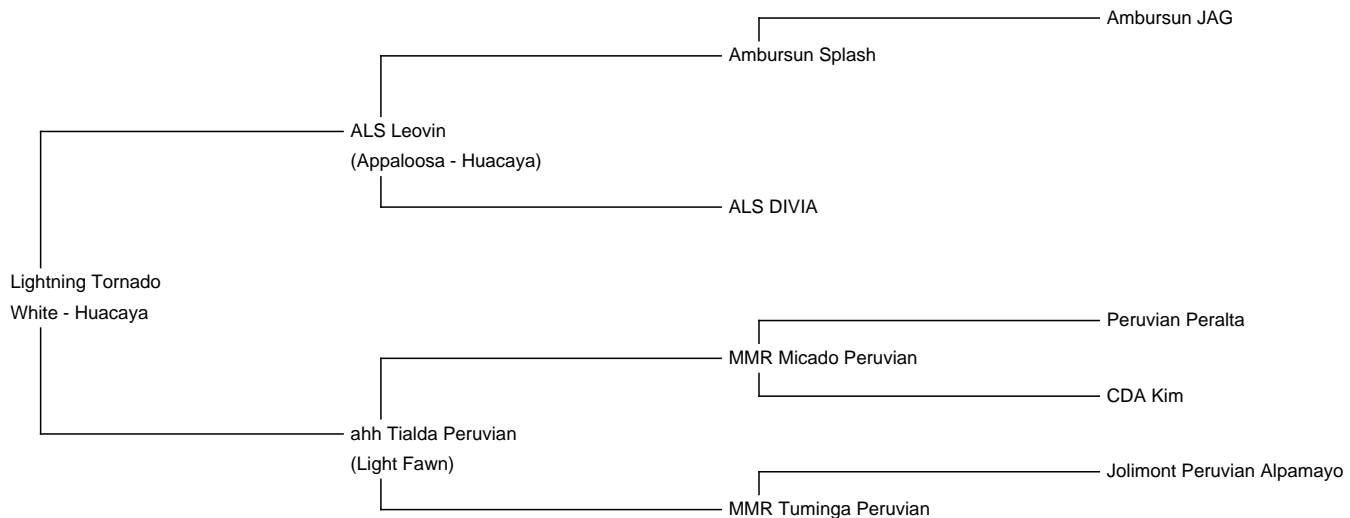 Ambursun JAG
Ambursun Splash
ALS Leovin
(Appaloosa - Huacaya)
ALS DIVIA
Lightning Tornado
White - Huacaya
Peruvian Peralta
MMR Micado Peruvian
CDA Kim
ahh Tialda Peruvian
(Light Fawn)
Jolimont Peruvian Alpamayo
MMR Tuminga Peruvian